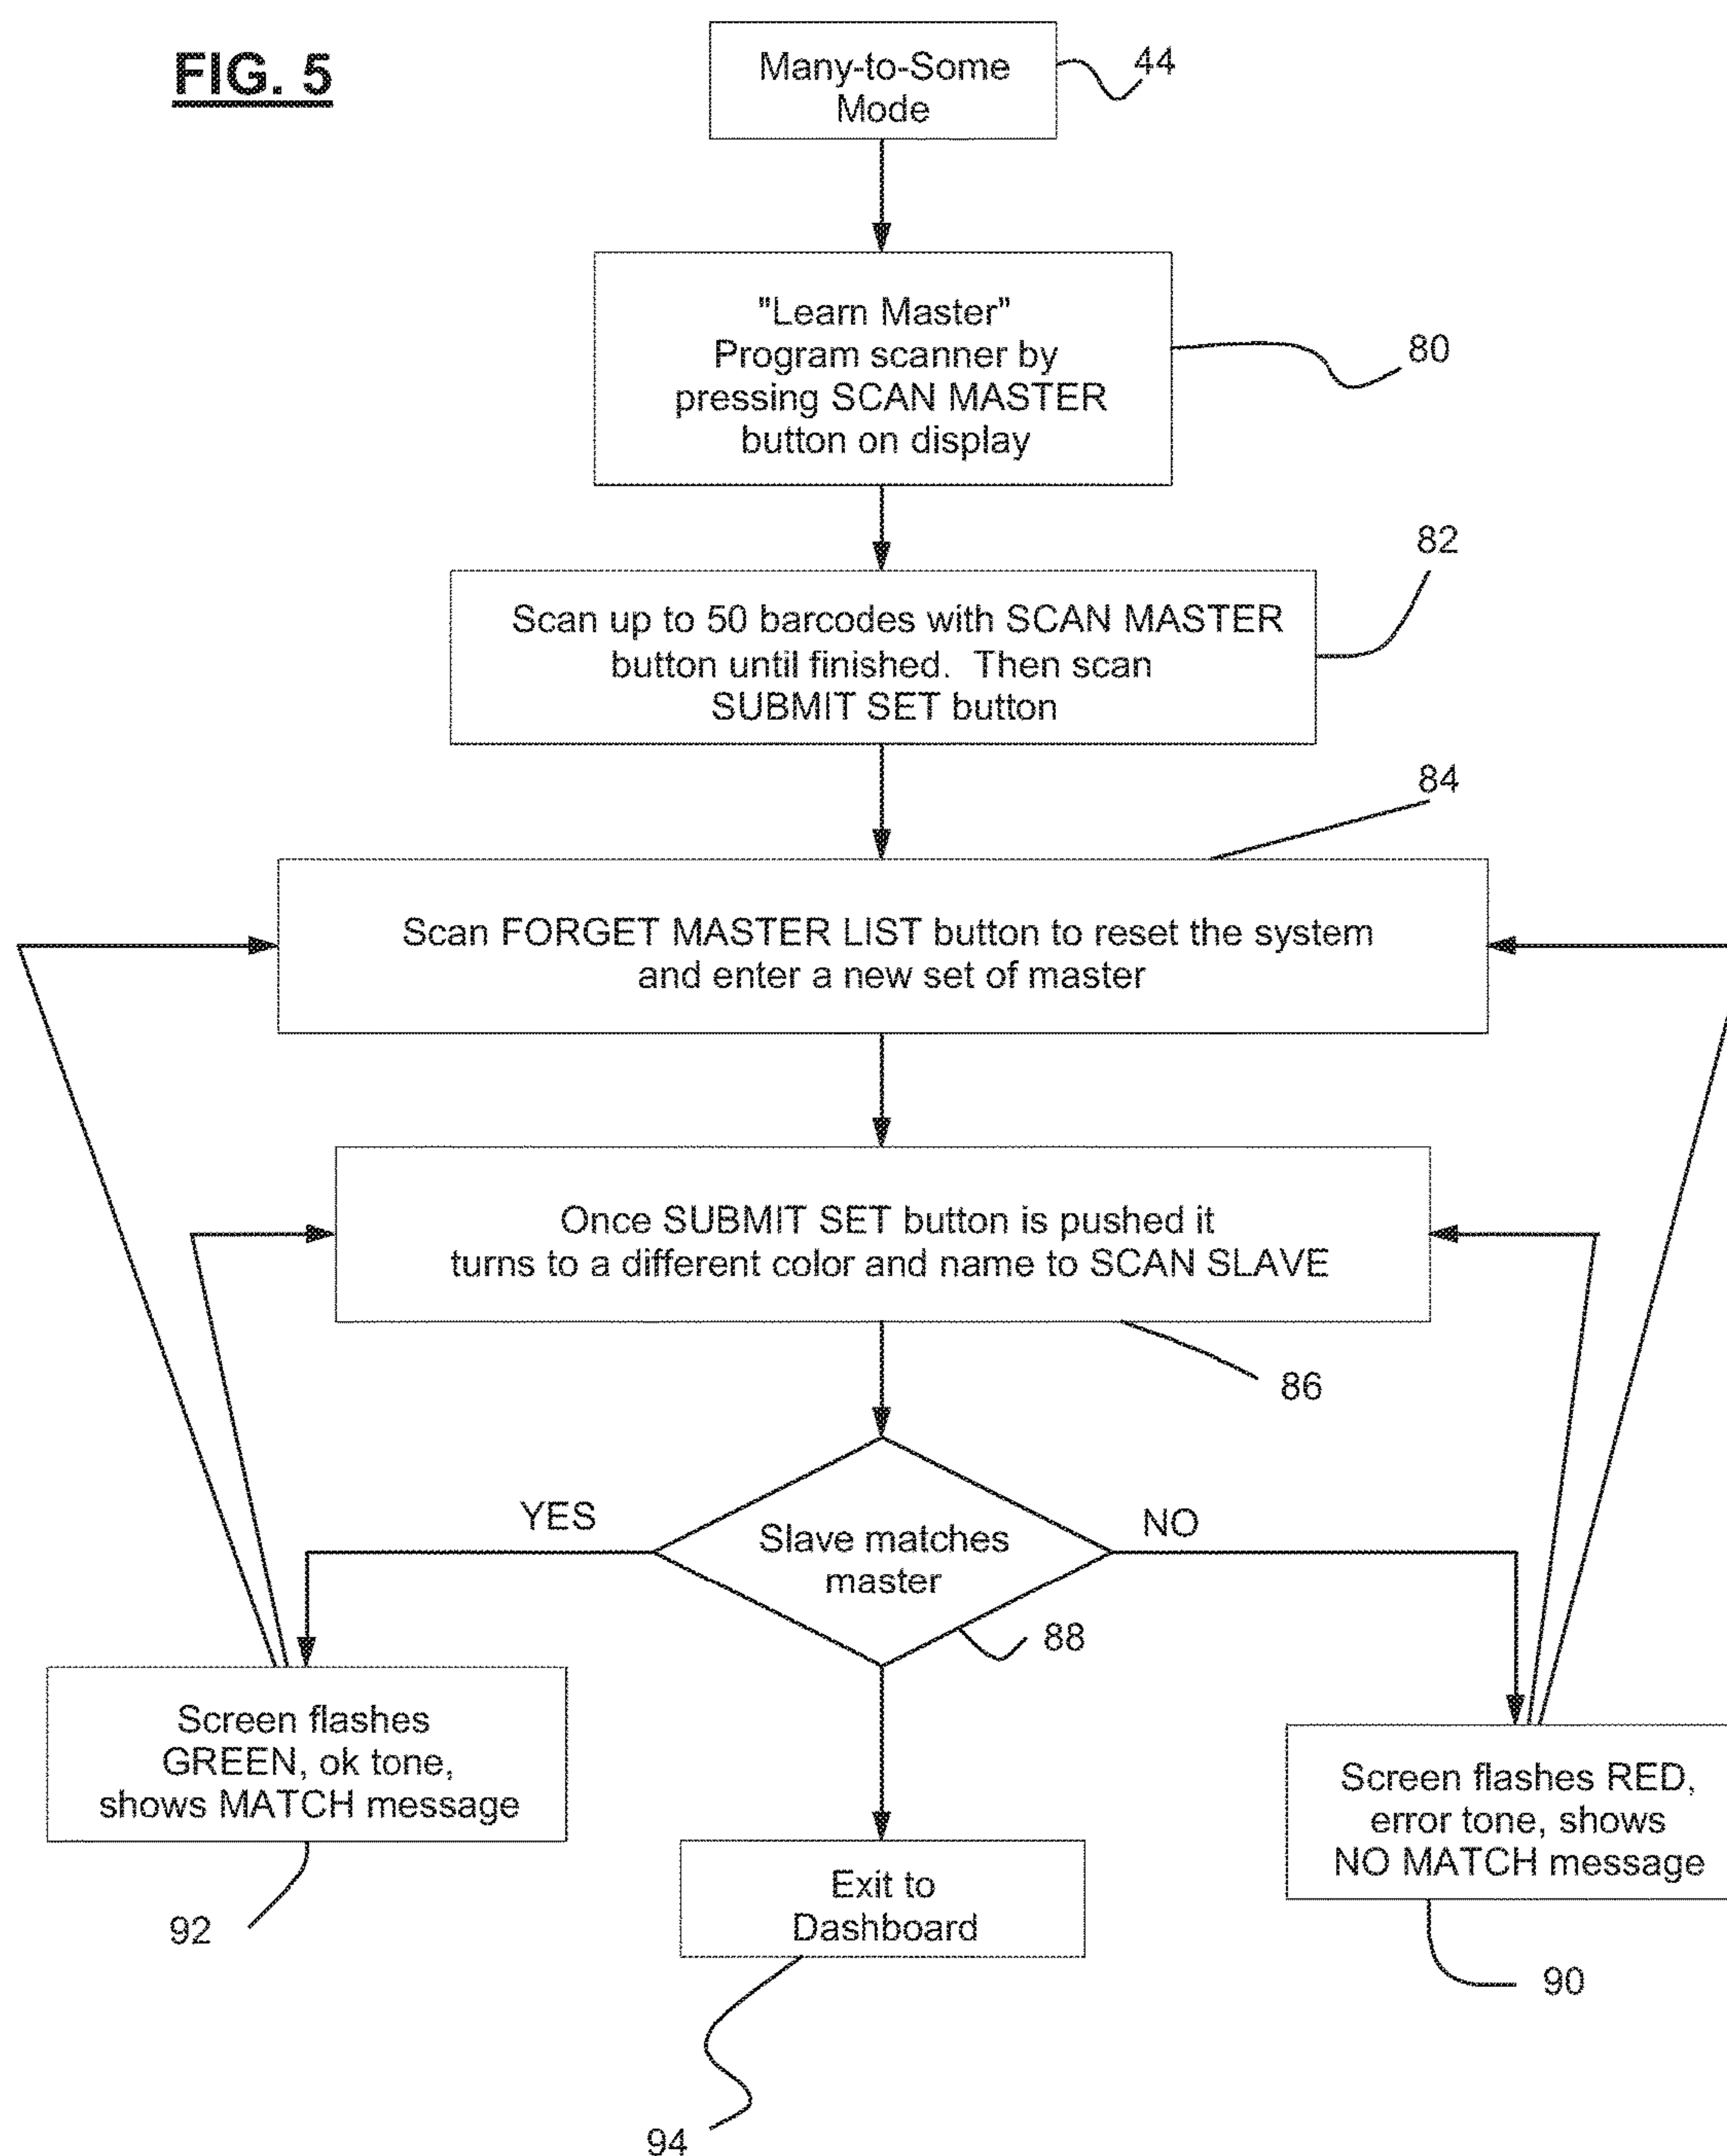 FIG. 5
Many-to-Some
Mode
44
"Learn Master"
Program scanner by
pressing SCAN MASTER
button on display
80
82
Scan up to 50 barcodes with SCAN MASTER
button until finished.  Then scan
SUBMIT SET button
84
Scan FORGET MASTER LIST button to reset the system
and enter a new set of master
Once SUBMIT SET button is pushed it
turns to a different color and name to SCAN SLAVE
86
YES
NO
Slave matches
master
88
Screen flashes
GREEN, ok tone,
shows MATCH message
92
Screen flashes RED,
error tone, shows
NO MATCH message
90
Exit to
Dashboard
94